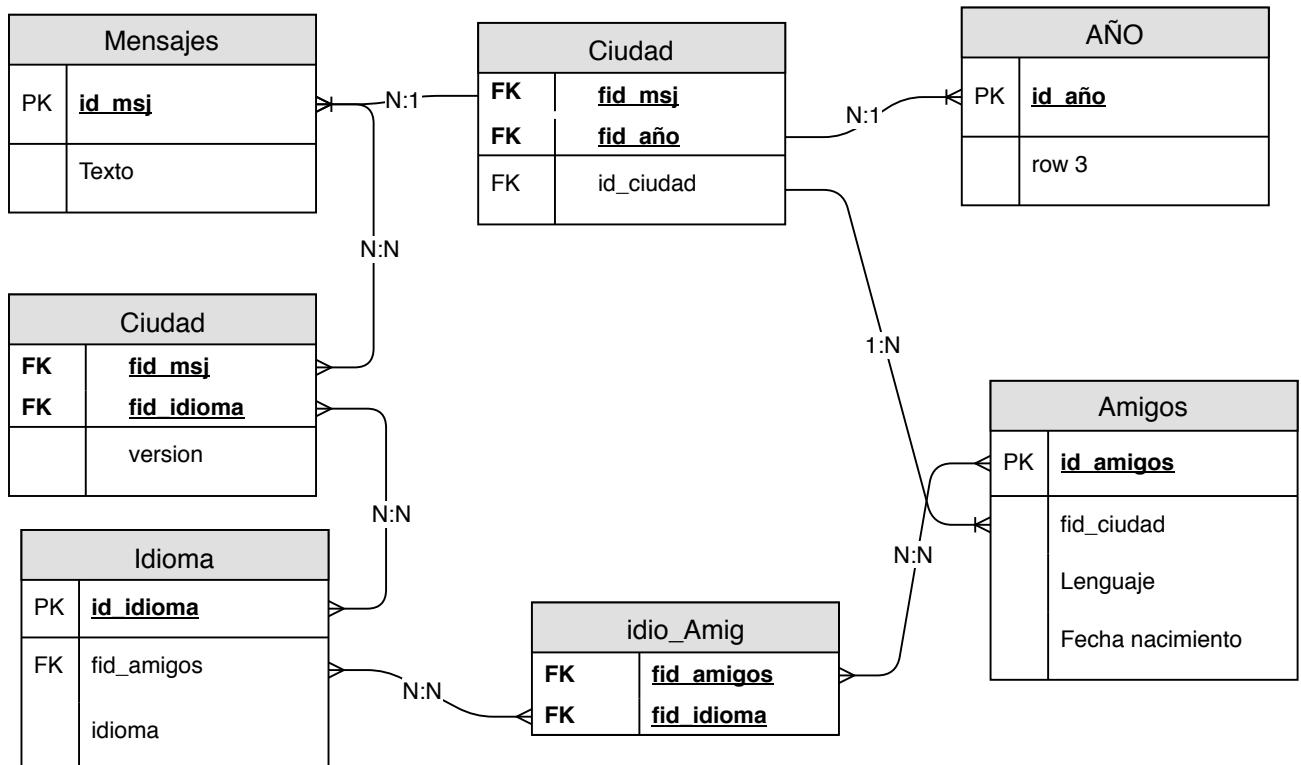 Mensajes
PK id_msj
Texto
N:1
Ciudad
FK fid_msj
FK fid_año
FK id_ciudad
N:1
AÑO
PK id_año
row 3
N:N
Ciudad
FK fid_msj
FK fid_idioma
version
1:N
Amigos
PK id_amigos
fid_ciudad
Lenguaje
Fecha nacimiento
N:N
N:N
Idioma
PK id_idioma
FK fid_amigos
idioma
N:N
idio_Amig
FK fid_amigos
FK fid_idioma